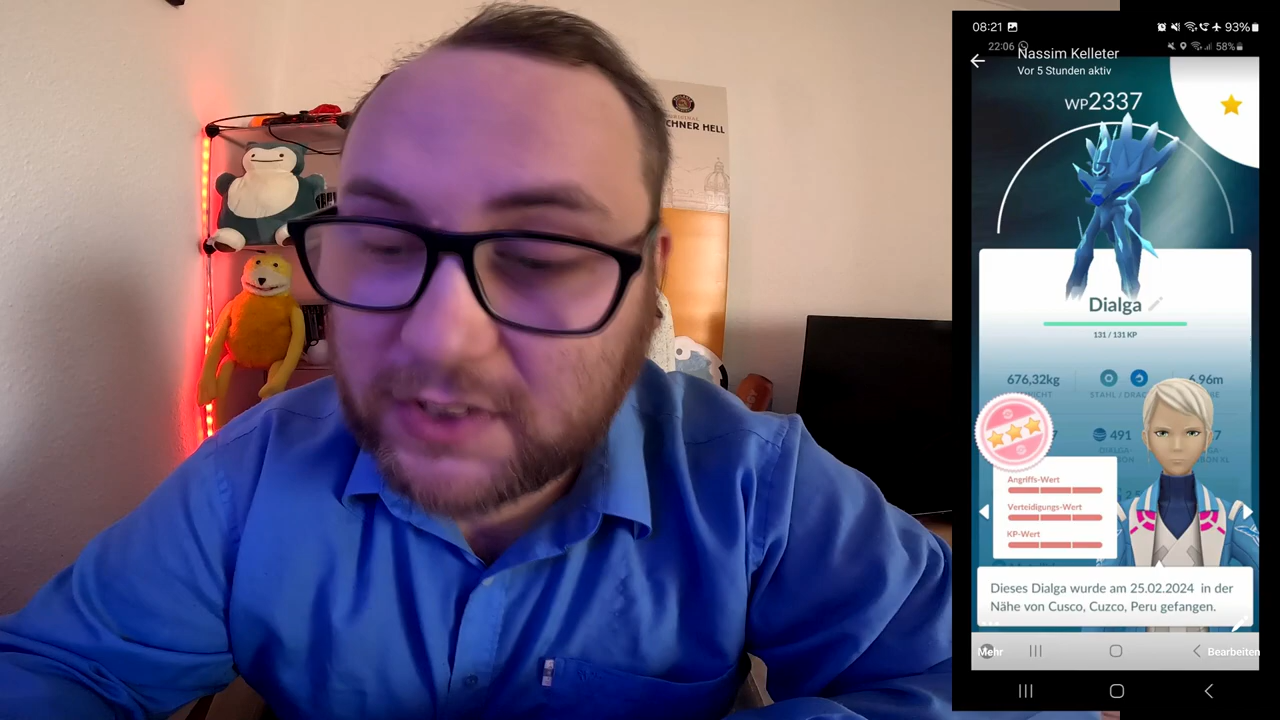 08:21
93%
22:06
58%
Nassim Kelleter
Vor 5 Stunden aktiv
WP2337
Dialga
131 / 131 KP
676,32kg
6,96m
STAHL / DRAC
491
Angriffs-Wert
Verteidigungs-Wert
KP-Wert
Dieses Dialga wurde am 25.02.2024 in der
Nähe von Cusco, Cuzco, Peru gefangen.
Mehr
Bearbeiten
CHNER HELL